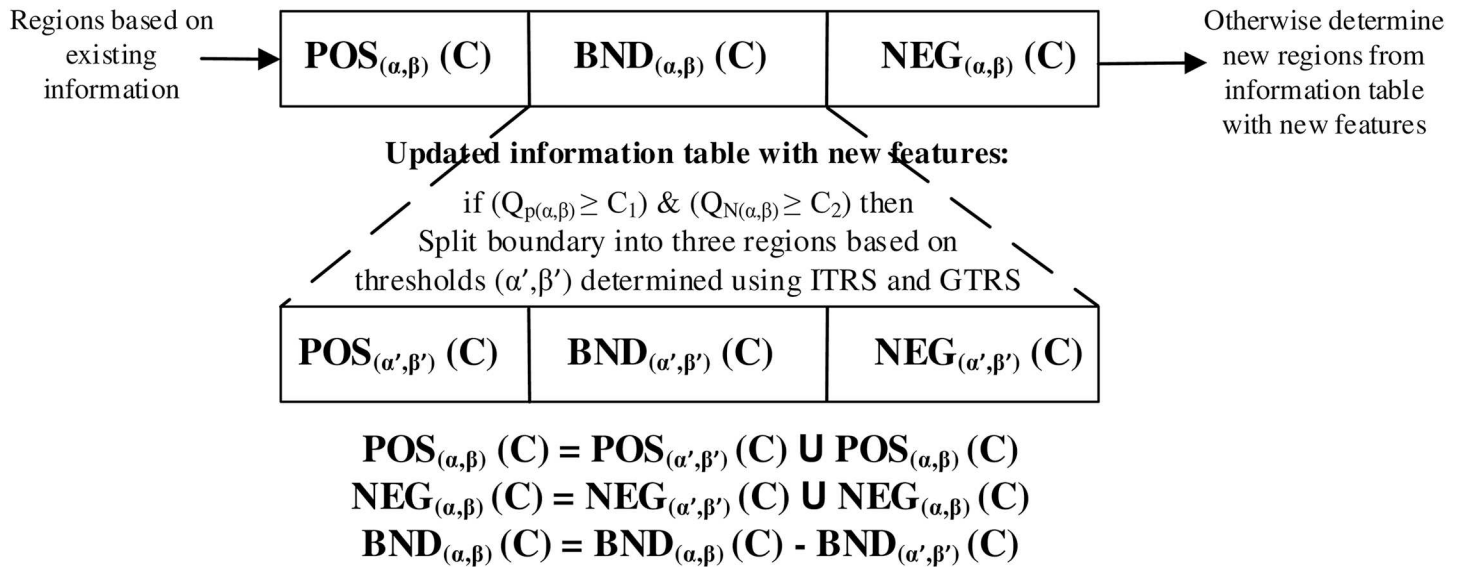 Regions based on
existing
information
POS(α,β) (C)
BND(α,β) (C)
NEG(α,β) (C)
Otherwise determine
new regions from
information table
with new features
Updated information table with new features:
if (Qp(α,β) ≥ C1) & (QN(α,β) ≥ C2) then
Split boundary into three regions based on
thresholds (α′,β′) determined using ITRS and GTRS
POS(α′,β′) (C)
BND(α′,β′) (C)
NEG(α′,β′) (C)
POS(α,β) (C) = POS(α′,β′) (C) U POS(α,β) (C)
NEG(α,β) (C) = NEG(α′,β′) (C) U NEG(α,β) (C)
BND(α,β) (C) = BND(α,β) (C) - BND(α′,β′) (C)